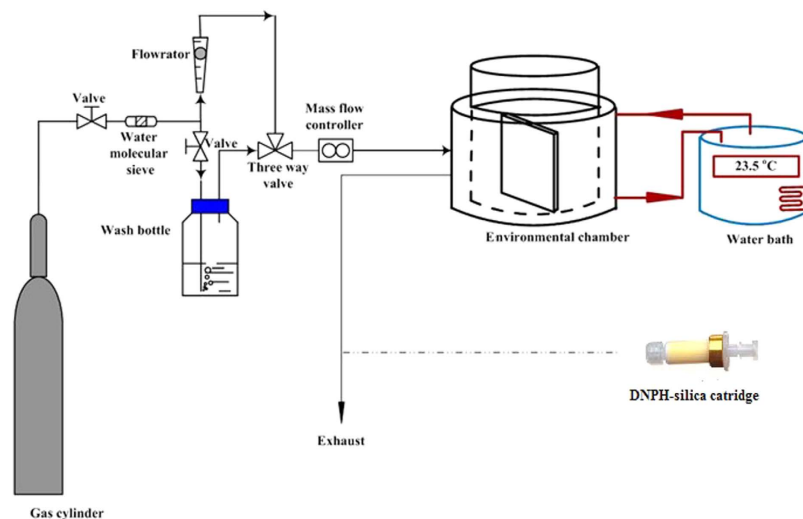 Flowrator
Valve
Water
molecular
sieve
Valve
Mass flow
controller
Three way
valve
Wash bottle
Environmental chamber
23.5 °C
Water bath
DNPH-silica catridge
Exhaust
Gas cylinder